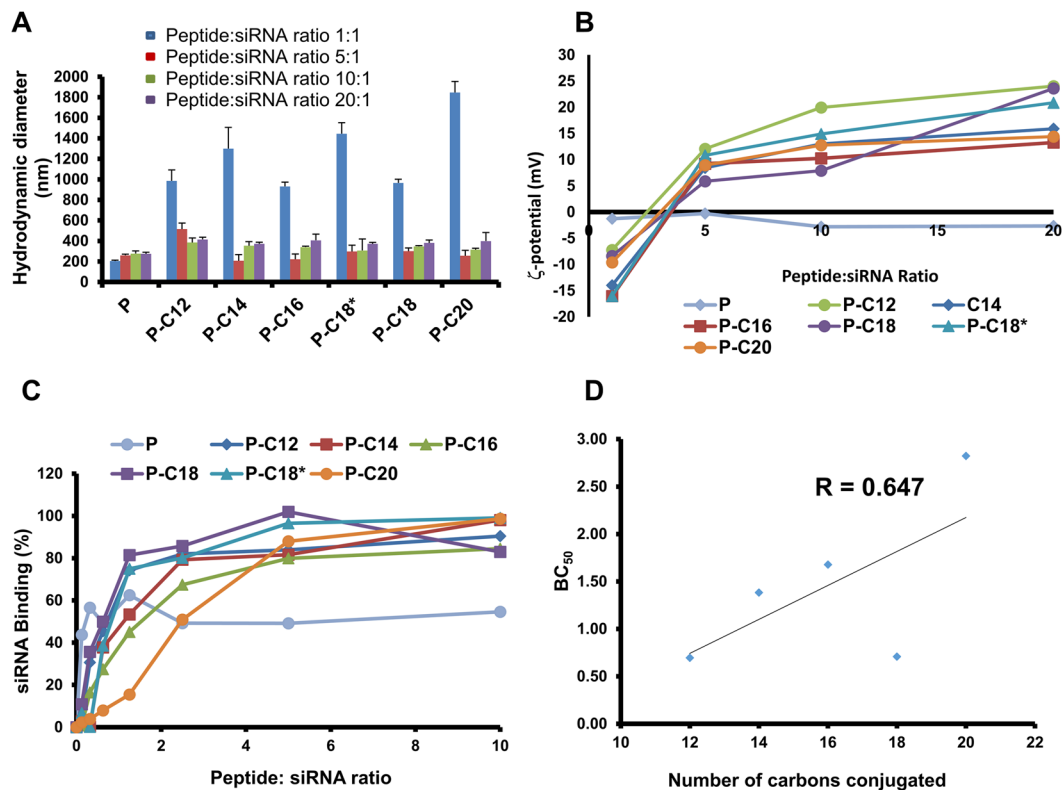 A
Peptide:siRNA ratio 1:1
Peptide:siRNA ratio 5:1
Peptide:siRNA ratio 10:1
Peptide:siRNA ratio 20:1
Hydrodynamic diameter
(nm)
2000
1800
1600
1400
1200
1000
800
600
400
200
0
P
P-C12
P-C14
P-C16
P-C18*
P-C18
P-C20
B
ζ-potential (mV)
30
25
20
15
10
5
0
-5
-10
-15
-20
0 5 10 15 20
Peptide:siRNA Ratio
P P-C12 C14
P-C16 P-C18 P-C18*
P-C20
C
P P-C12 P-C14 P-C16
P-C18 P-C18* P-C20
siRNA Binding (%)
120
100
80
60
40
20
0
0 2 4 6 8 10
Peptide: siRNA ratio
D
BC50
3.00
2.50
2.00
1.50
1.00
0.50
0.00
R = 0.647
10 12 14 16 18 20 22
Number of carbons conjugated